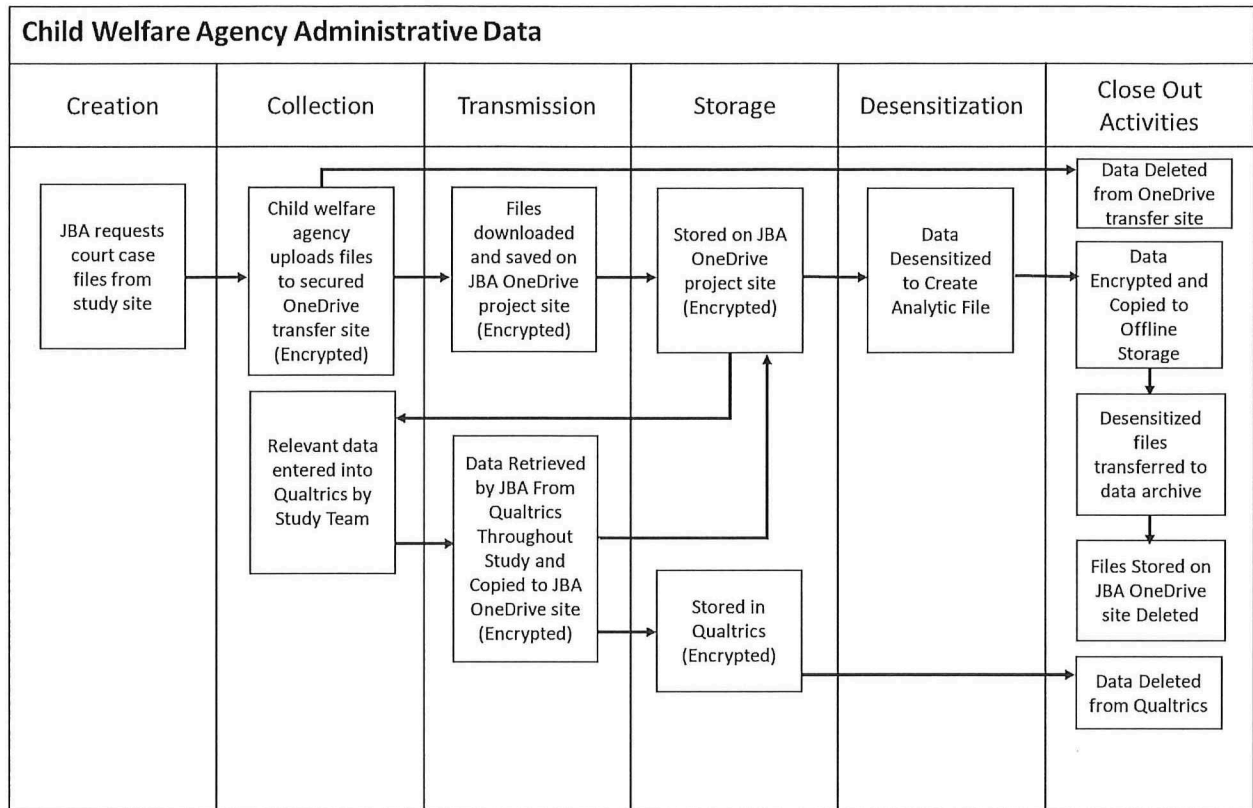 Child Welfare Agency Administrative Data
Creation
Collection
Transmission
Storage
Desensitization
Close Out
Activities
JBA requests
court case
files from
study site
Child welfare
agency
uploads files
to secured
OneDrive
transfer site
(Encrypted)
Files
downloaded
and saved on
JBA OneDrive
project site
(Encrypted)
Stored on JBA
OneDrive
project site
(Encrypted)
Data
Desensitized
to Create
Analytic File
Data Deleted
from OneDrive
transfer site
Data
Encrypted and
Copied to
Offline
Storage
Relevant data
entered into
Qualtrics by
Study Team
Data Retrieved
by JBA From
Qualtrics
Throughout
Study and
Copied to JBA
OneDrive site
(Encrypted)
Stored in
Qualtrics
(Encrypted)
Desensitized
files
transferred to
data archive
Files Stored on
JBA OneDrive
site Deleted
Data Deleted
from Qualtrics